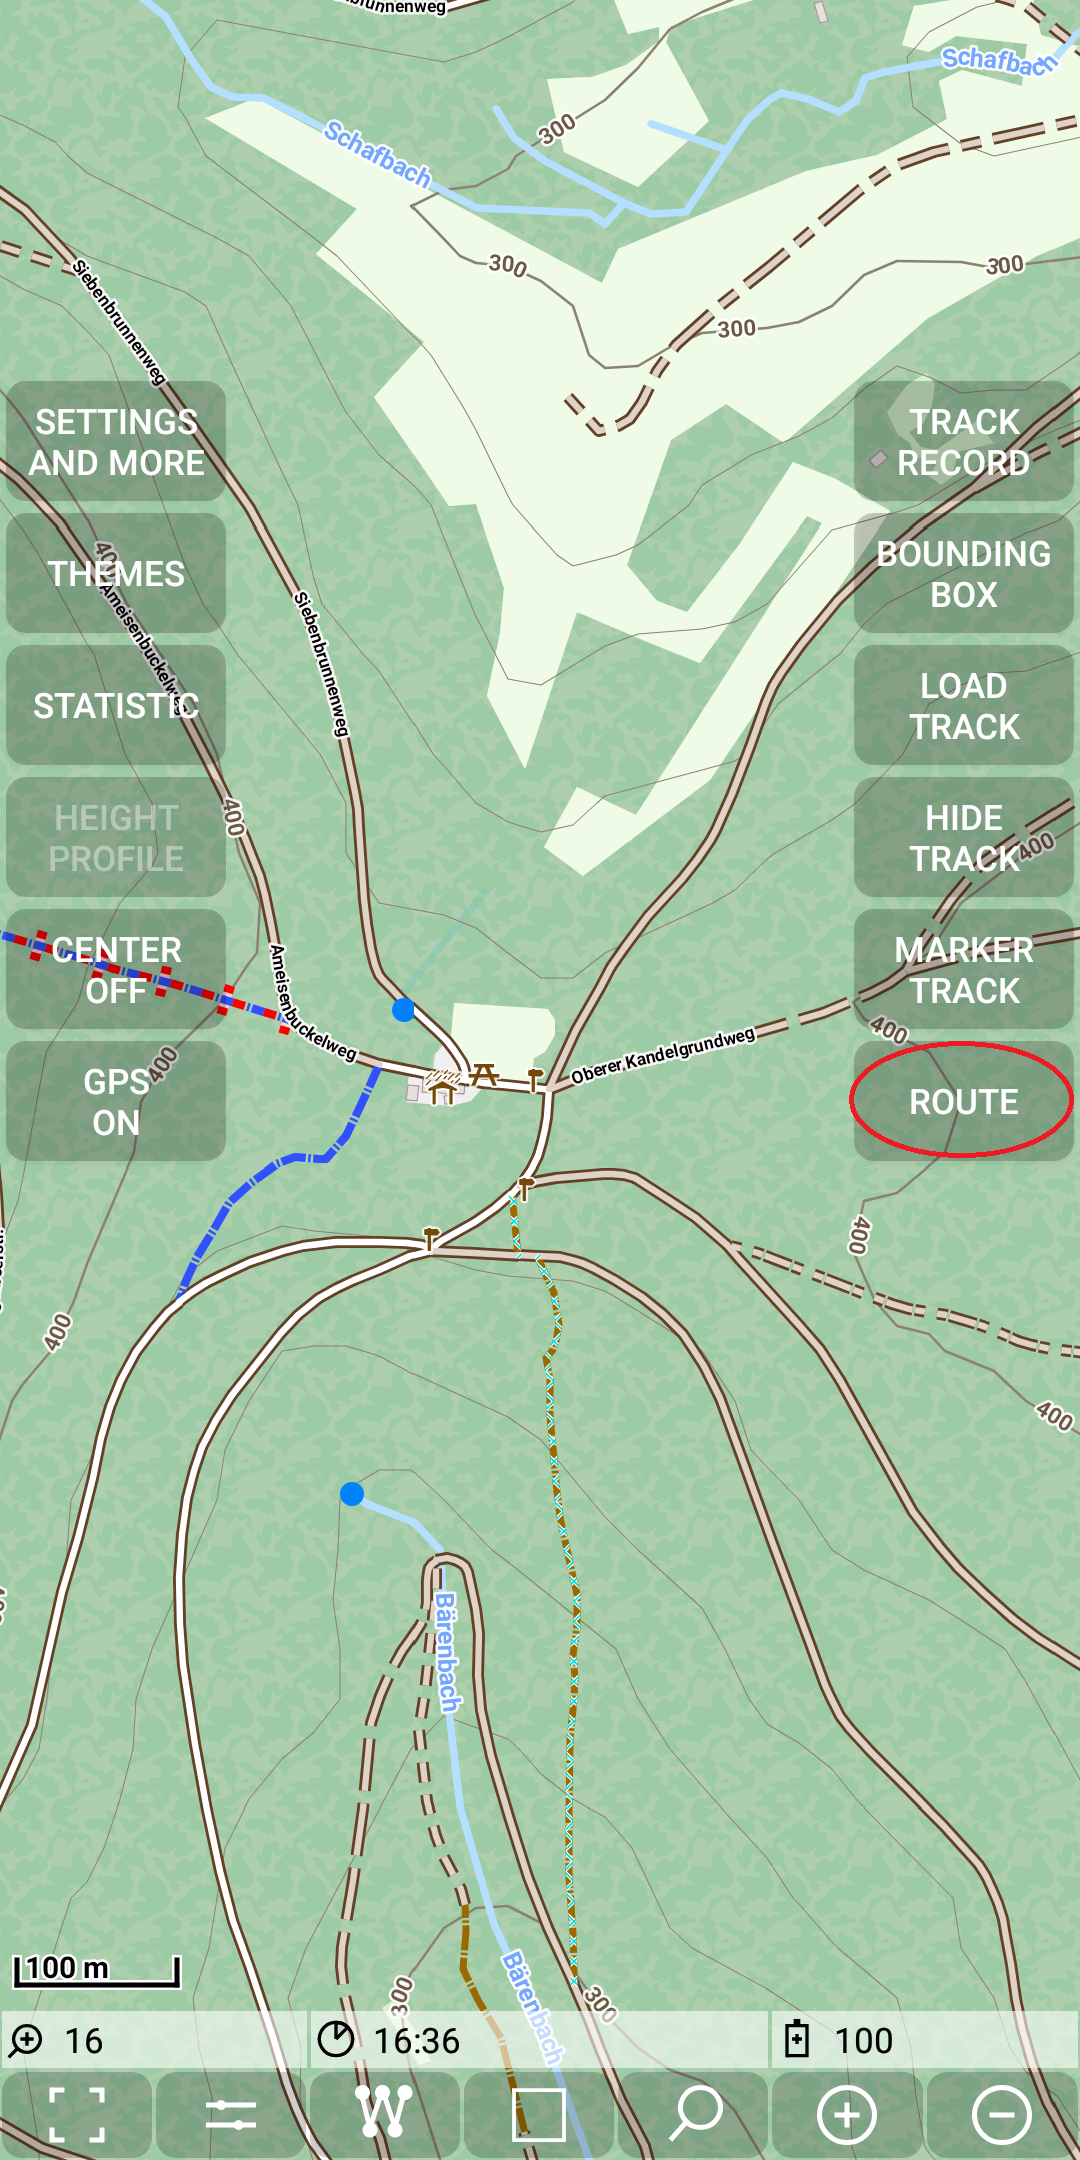 brunnenweg
Schafbach
Schafbach
300
300
300
300
Siebenbrunnenweg
SETTINGS
AND MORE
TRACK
RECORD
400
THEMES
BOUNDING
BOX
Ameisenbuckelweg
Siebenbrunnenweg
STATISTIC
LOAD
TRACK
HEIGHT
PROFILE
400
HIDE
TRACK
400
CENTER
OFF
MARKER
TRACK
Ameisenbuckelweg
Oberer Kandelgrundweg
400
GPS
ON
400
ROUTE
400
400
400
Bärenbach
100 m
300
Bärenbach
300
16
16:36
100